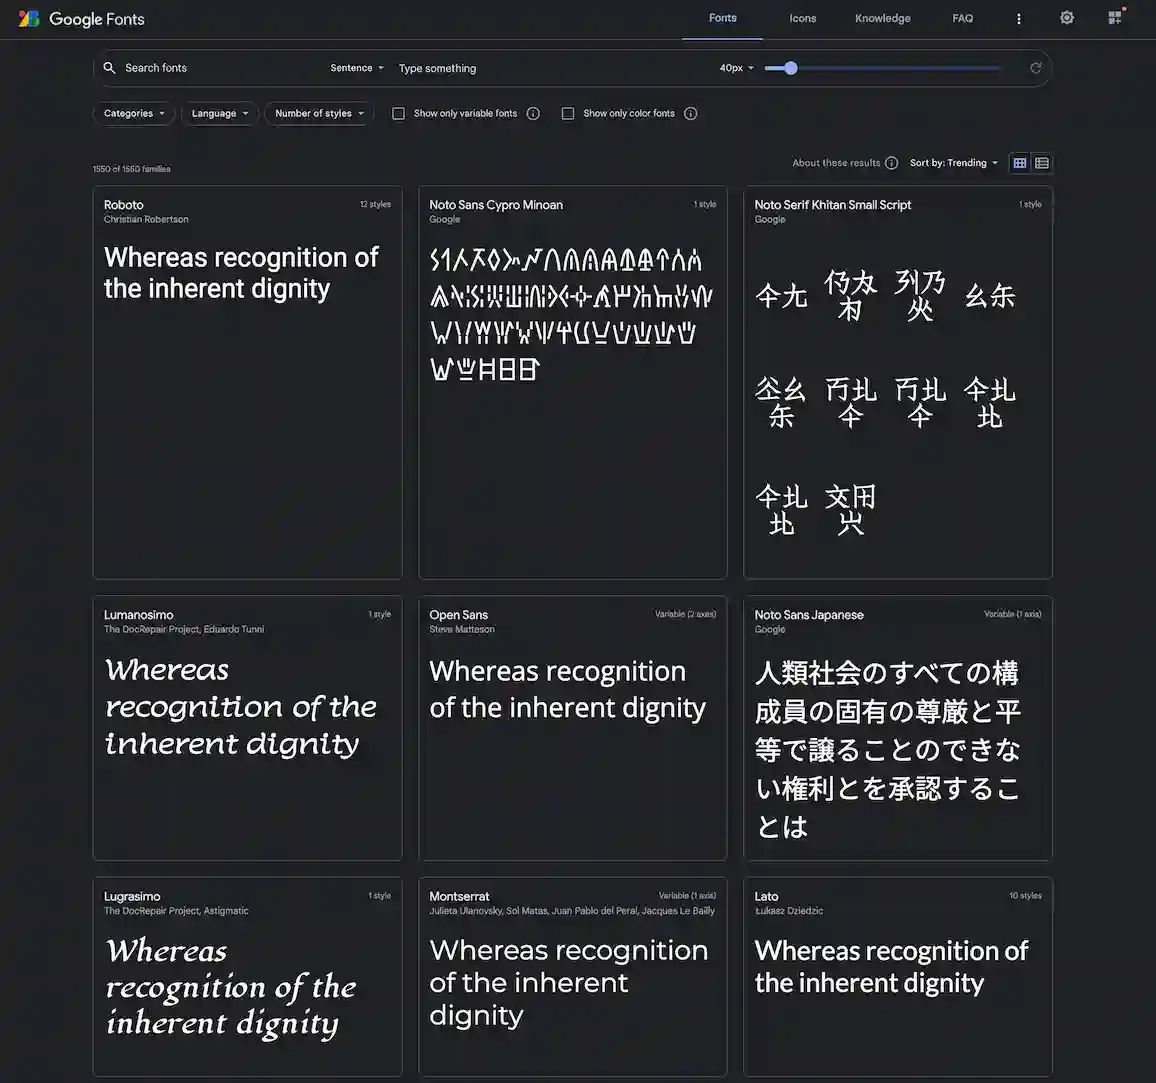 Google Fonts
Fonts
Icons
Knowledge
FAQ
Search fonts
Sentence
Type something
40px
Categories
Language
Number of styles
Show only variable fonts
Show only color fonts
1550 of 1550 families
About these results
Sort by: Trending
Roboto
12 styles
Christian Robertson
Whereas recognition of
the inherent dignity
Noto Sans Cypro Minoan
1 style
Google
Noto Serif Khitan Small Script
1 style
Google
Lumanosimo
1 style
The DocRepair Project, Eduardo Tunni
Whereas
recognition of the
inherent dignity
Open Sans
Variable (2 axes)
Steve Matteson
Whereas recognition
of the inherent dignity
Noto Sans Japanese
Variable (1 axis)
Google
人類社会のすべての構
成員の固有の尊厳と平
等で譲ることのできな
い権利とを承認するこ
とは
Lugrasimo
1 style
The DocRepair Project, Astigmatic
Whereas
recognition of the
inherent dignity
Montserrat
Variable (1 axis)
Julieta Ulanovsky, Sol Matas, Juan Pablo del Peral, Jacques Le Bailly
Whereas recognition
of the inherent
dignity
Lato
10 styles
Łukasz Dziedzic
Whereas recognition of
the inherent dignity